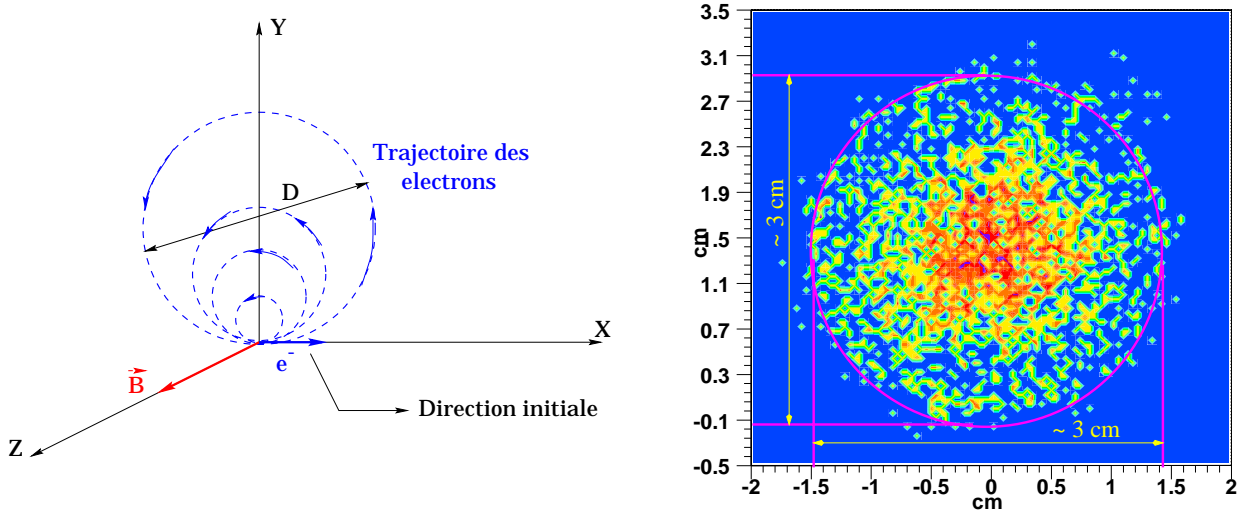 Y
Trajectoire des
electrons
D
X
e-
B
Direction initiale
Z
3.5
3.1
2.7
2.3
1.9
1.5
1.1
0.7
0.3
-0.1
-0.5
cm
~ 3 cm
~ 3 cm
-2 -1.5 -1 -0.5 0 0.5 1 1.5 2
cm